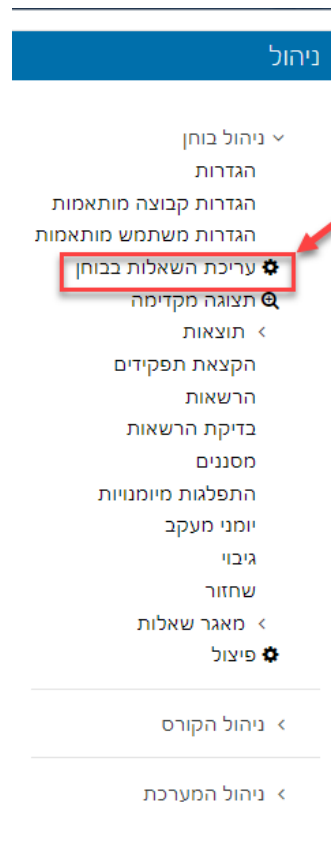 ניהול
ניהול בוחן
הגדרות
הגדרות קבוצה מותאמות
הגדרות משתמש מותאמות
עריכת השאלות בבוחן
תצוגה מקדימה
תוצאות
הקצאת תפקידים
הרשאות
בדיקת הרשאות
מסננים
התפלגות מיומנויות
יומני מעקב
גיבוי
שחזור
מאגר שאלות
פיצול
ניהול הקורס
ניהול המערכת